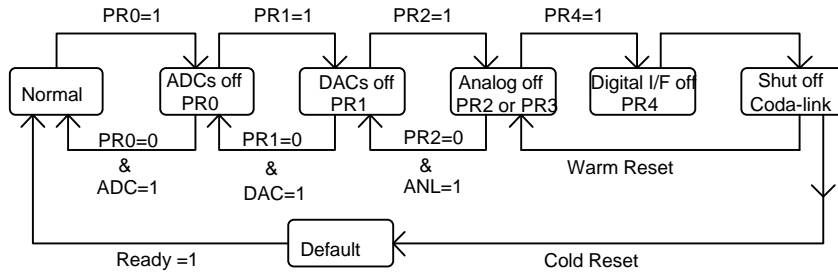 PR0=1
PR1=1
PR2=1
PR4=1
Normal
ADCs off
PR0
DACs off
PR1
Analog off
PR2 or PR3
Digital I/F off
PR4
Shut off
Coda-link
PR0=0
&
ADC=1
PR1=0
&
DAC=1
PR2=0
&
ANL=1
Warm Reset
Default
Ready =1
Cold Reset